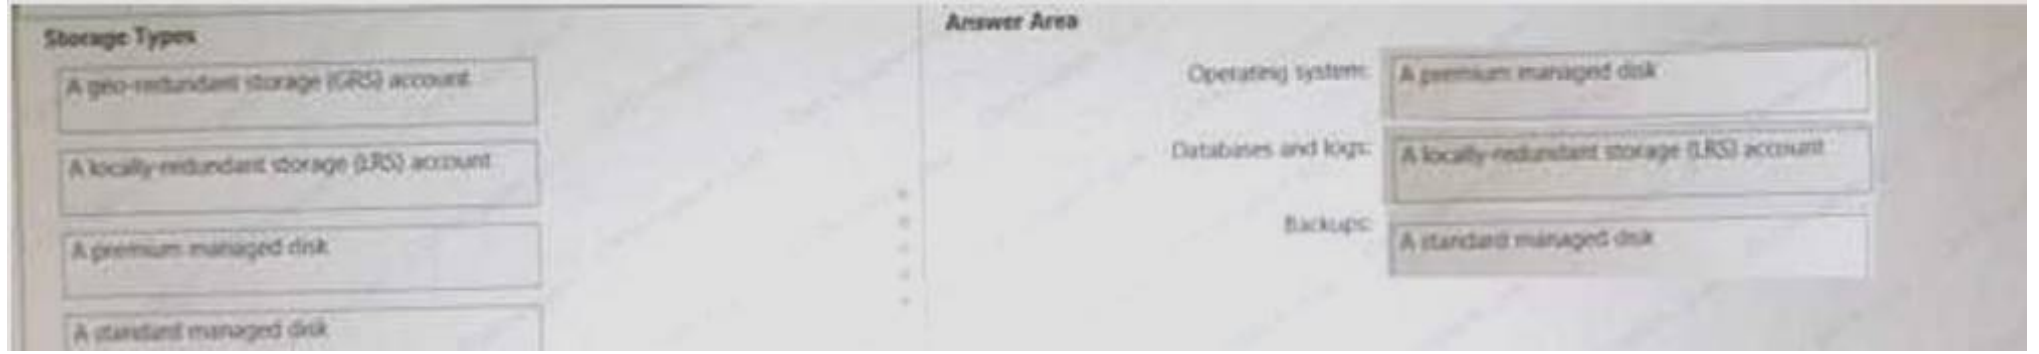 Storage Types
A geo-redundant storage (GRS) account
A locally-redundant storage (LRS) account
A premium managed disk
A standard managed disk
Answer Area
Operating system: A premium managed disk
Databases and logs: A locally-redundant storage (LRS) account
Backups: A standard managed disk